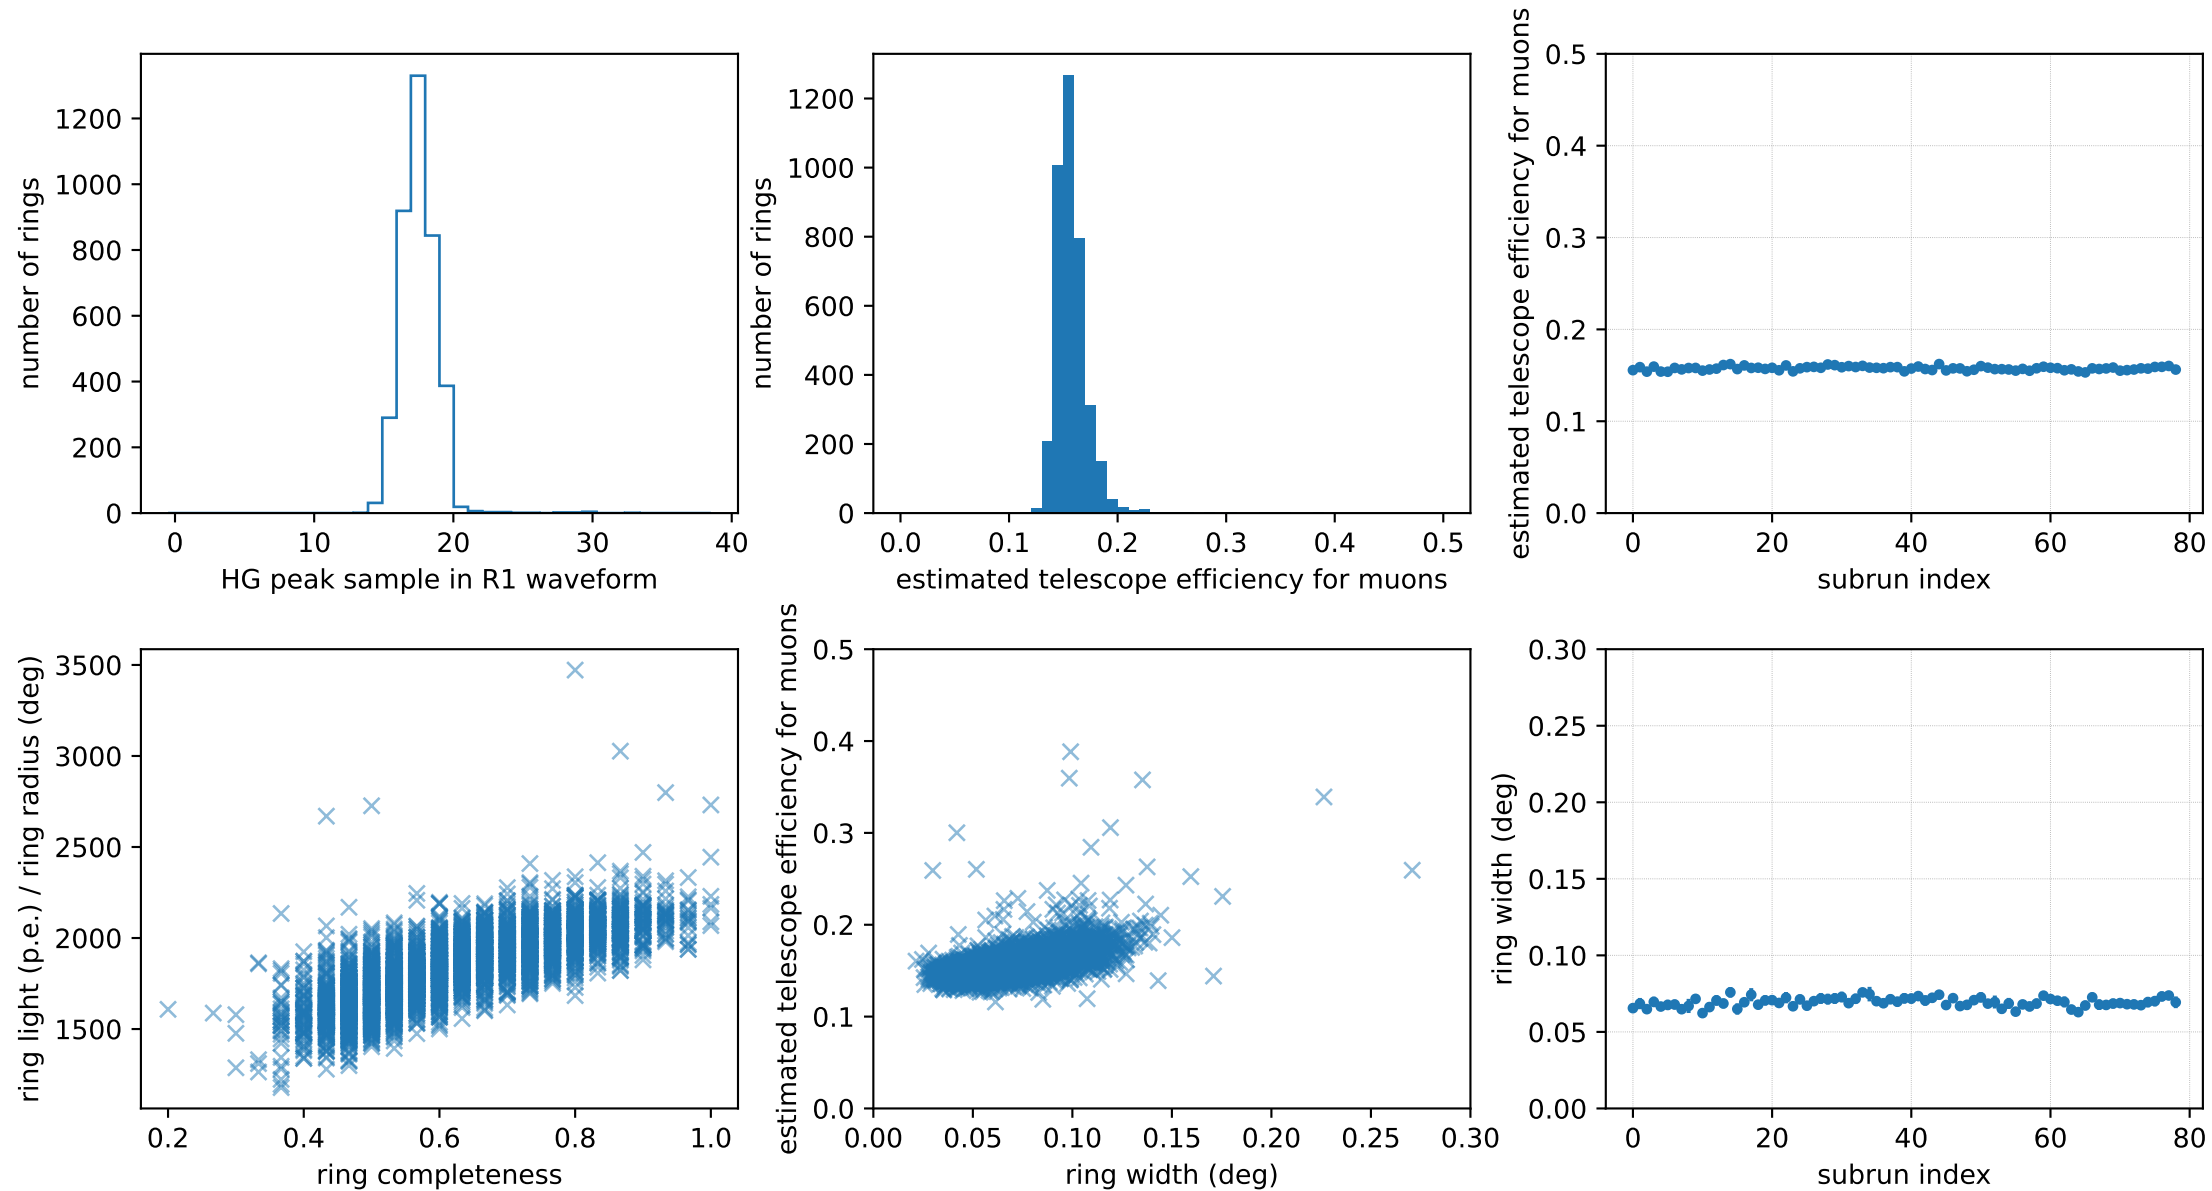 number of rings
1200
1000
800
600
400
200
0
0 10 20 30 40
HG peak sample in R1 waveform
number of rings
1200
1000
800
600
400
200
0
0.0 0.1 0.2 0.3 0.4 0.5
estimated telescope efficiency for muons
estimated telescope efficiency for muons
0.5
0.4
0.3
0.2
0.1
0.0
0 20 40 60 80
subrun index
ring light (p.e.) / ring radius (deg)
3500
3000
2500
2000
1500
0.2 0.4 0.6 0.8 1.0
ring completeness
estimated telescope efficiency for muons
0.5
0.4
0.3
0.2
0.1
0.0
0.00 0.05 0.10 0.15 0.20 0.25 0.30
ring width (deg)
ring width (deg)
0.30
0.25
0.20
0.15
0.10
0.05
0.00
0 20 40 60 80
subrun index